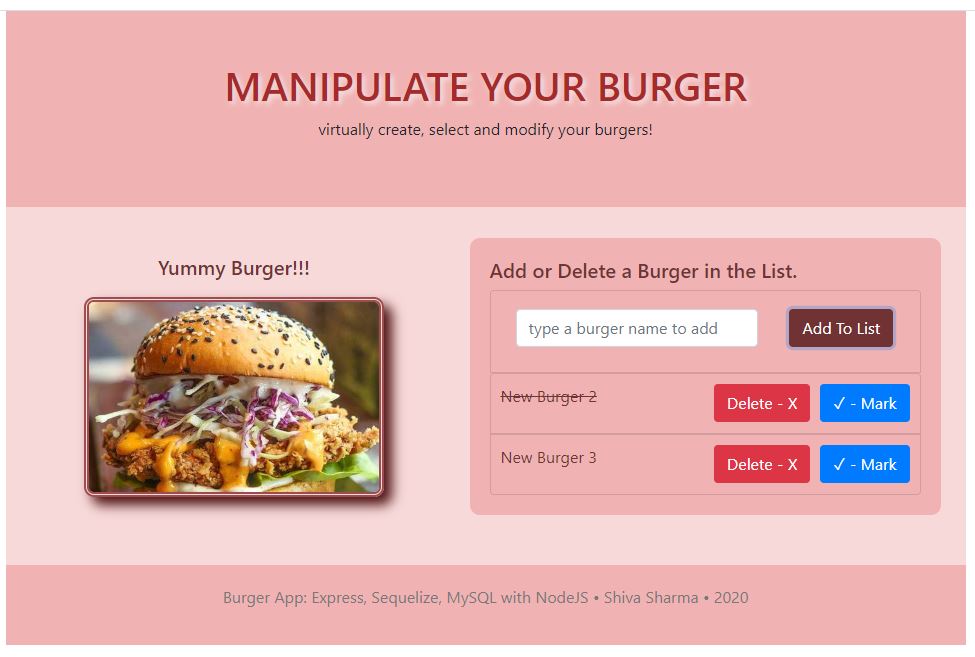 MANIPULATE YOUR BURGER
virtually create, select and modify your burgers!
Yummy Burger!!!
Add or Delete a Burger in the List.
type a burger name to add
Add To List
New Burger 2
Delete - X
✓ - Mark
New Burger 3
Delete - X
✓ - Mark
Burger App: Express, Sequelize, MySQL with NodeJS • Shiva Sharma • 2020